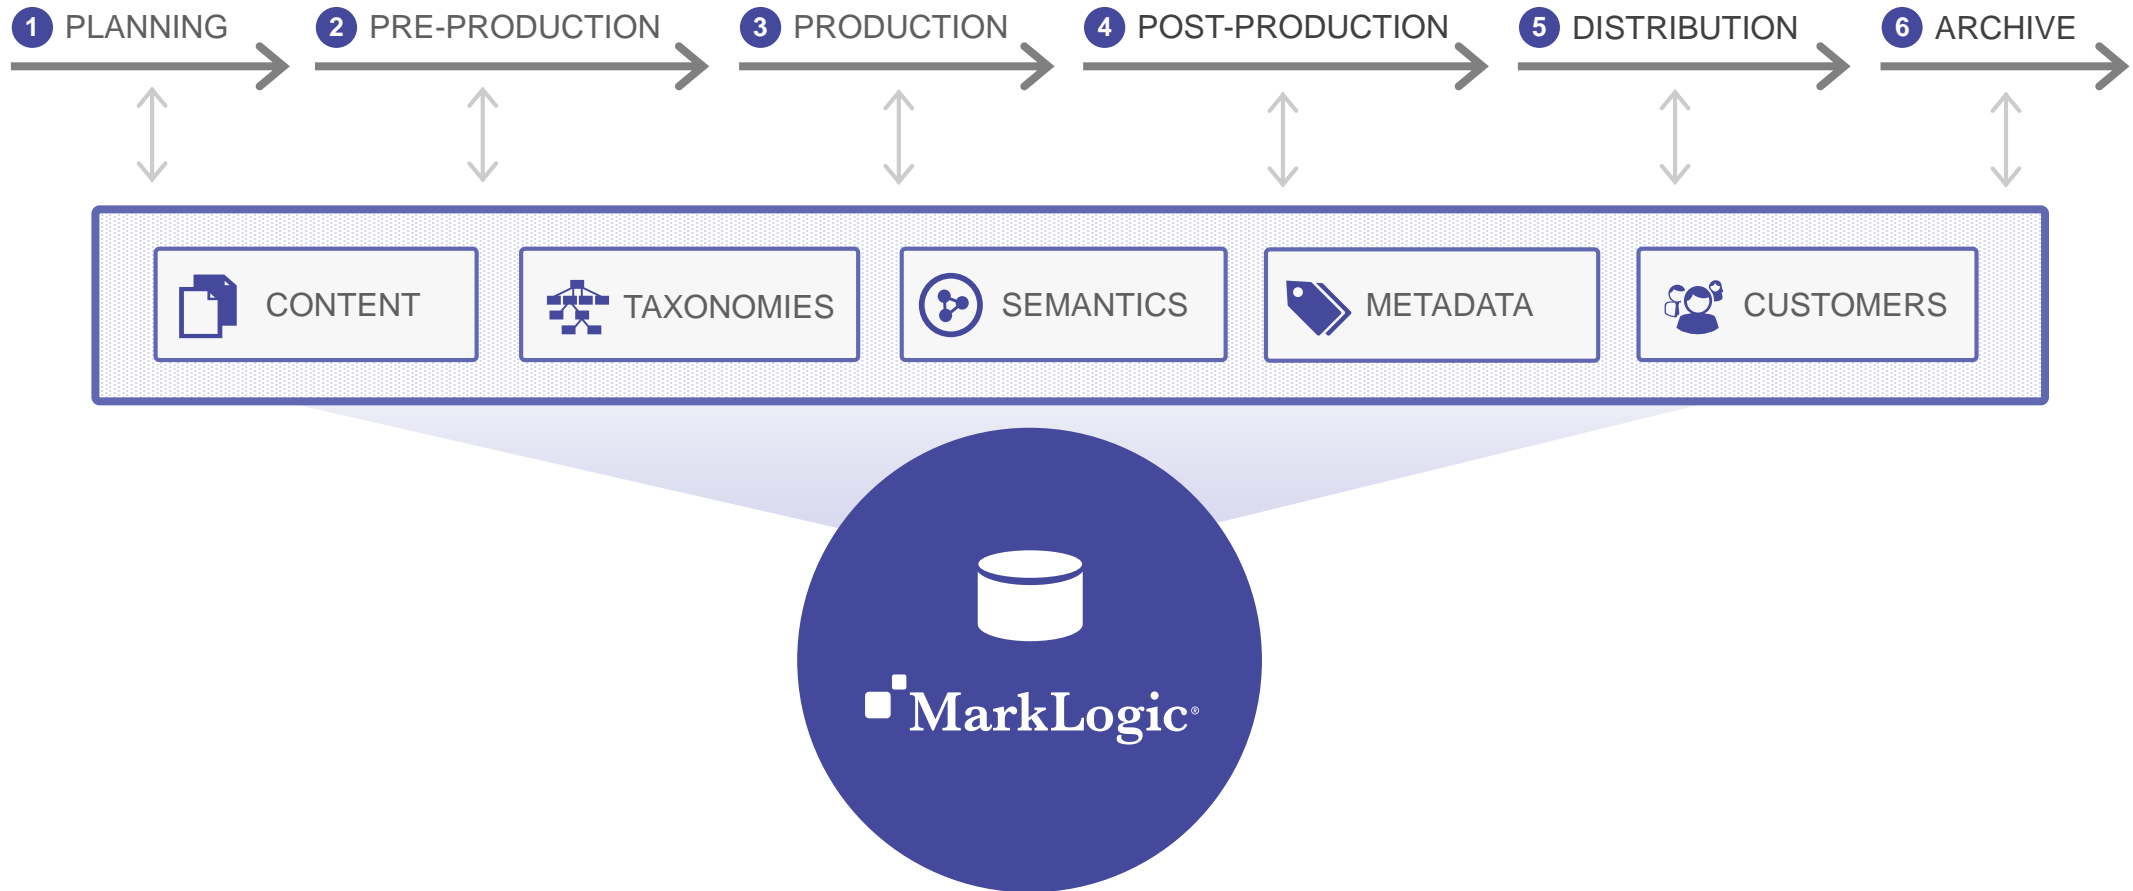 1 PLANNING
2 PRE-PRODUCTION
3 PRODUCTION
4 POST-PRODUCTION
5 DISTRIBUTION
6 ARCHIVE
CONTENT
TAXONOMIES
SEMANTICS
METADATA
CUSTOMERS
MarkLogic®